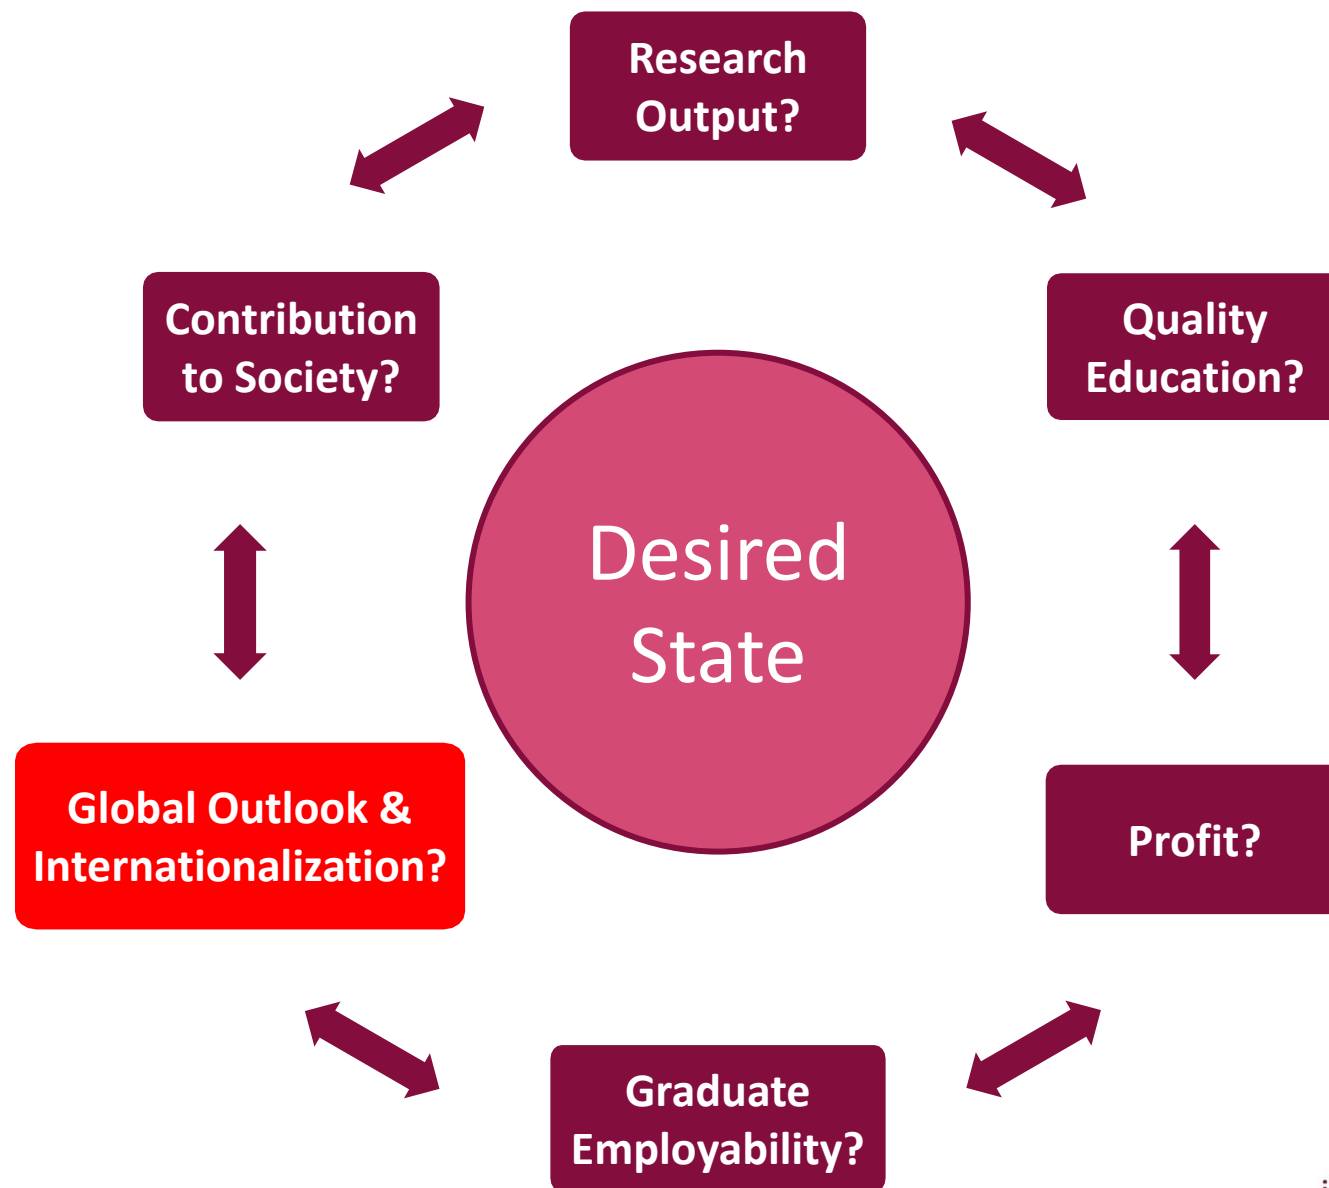 Research
Output?
Contribution
to Society?
Quality
Education?
Desired
State
Global Outlook &
Internationalization?
Profit?
Graduate
Employability?